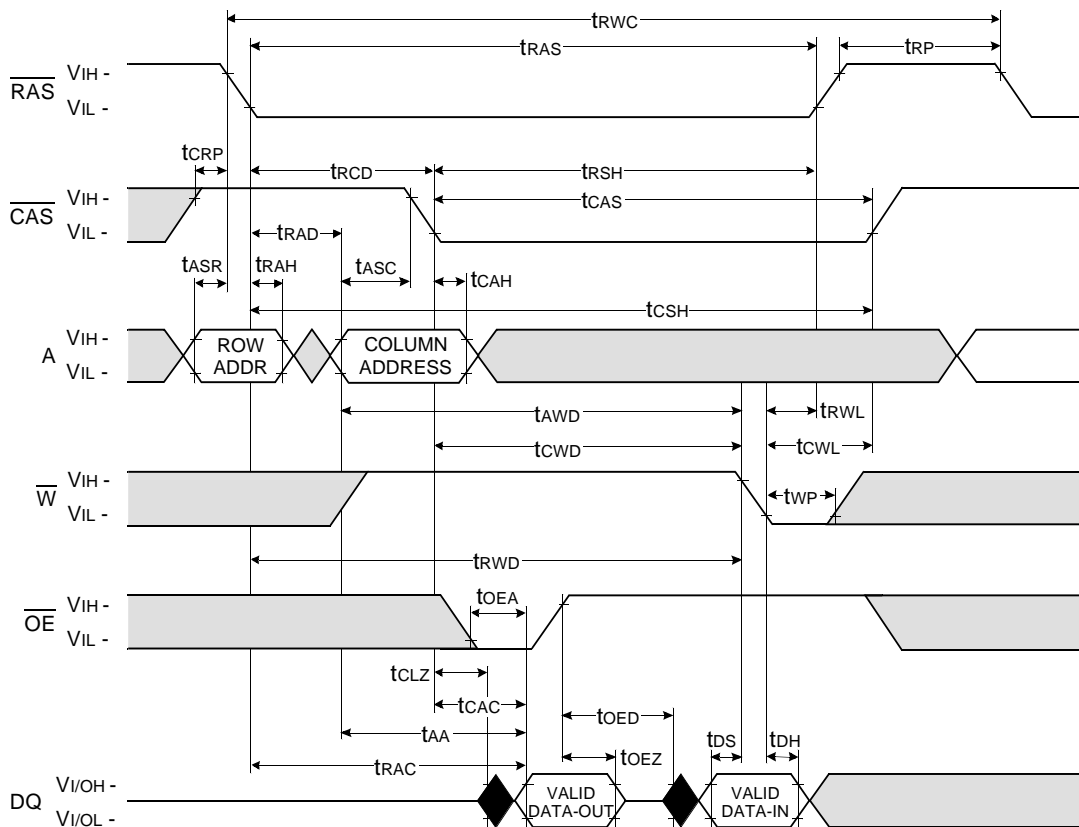 tRWC
tRAS
tRP
RAS
VIH -
VIL -
tCRP
tRCD
tRSH
CAS
VIH -
VIL -
tCAS
tRAD
tASR
tRAH
tASC
tCAH
tCSH
A
VIH -
VIL -
ROW
ADDR
COLUMN
ADDRESS
tAWD
tRWL
tCWD
tCWL
W
VIH -
VIL -
tWP
tRWD
OE
VIH -
VIL -
tOEA
tCLZ
tCAC
tOED
tAA
tOEZ
tDS
tDH
tRAC
DQ
VI/OH -
VI/OL -
VALID
DATA-OUT
VALID
DATA-IN